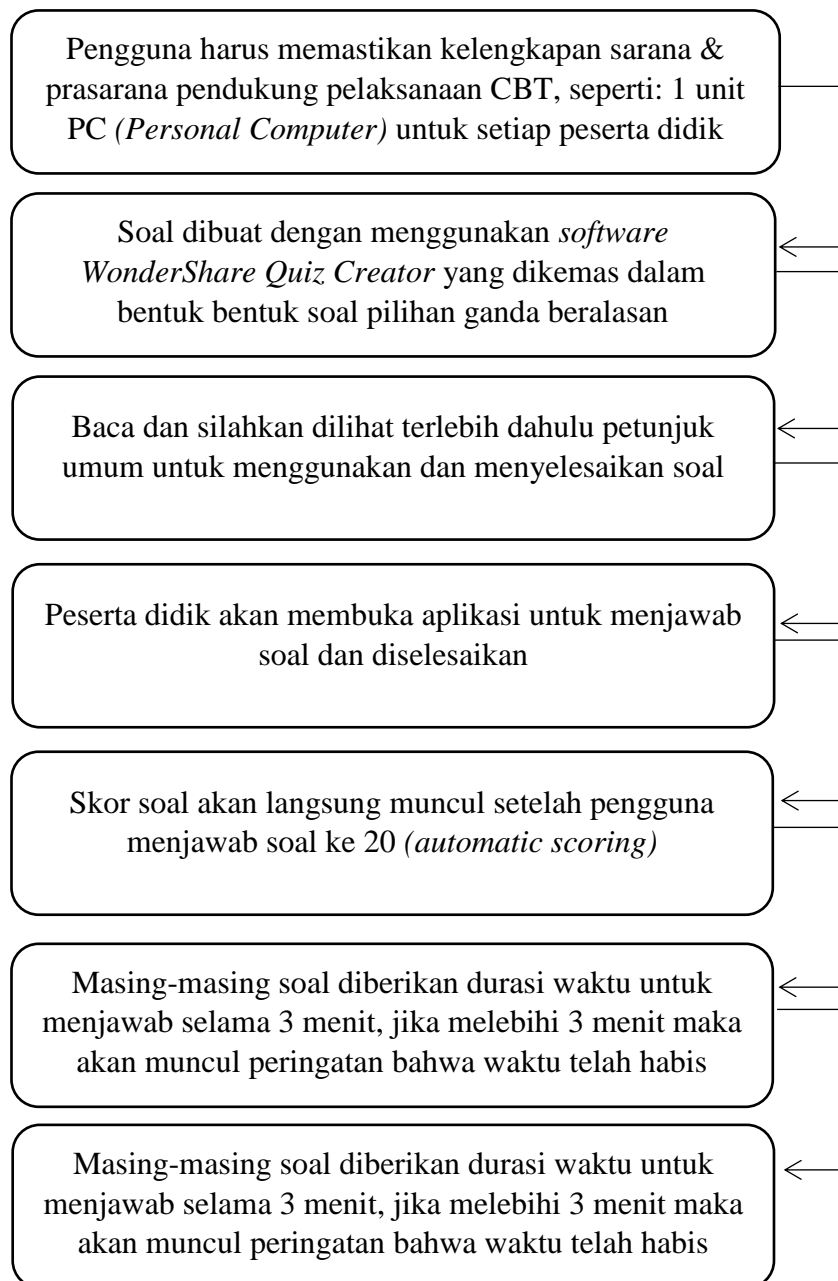 Pengguna harus memastikan kelengkapan sarana &
prasarana pendukung pelaksanaan CBT, seperti: 1 unit
PC (Personal Computer) untuk setiap peserta didik
Soal dibuat dengan menggunakan software
WonderShare Quiz Creator yang dikemas dalam
bentuk bentuk soal pilihan ganda beralasan
Baca dan silahkan dilihat terlebih dahulu petunjuk
umum untuk menggunakan dan menyelesaikan soal
Peserta didik akan membuka aplikasi untuk menjawab
soal dan diselesaikan
Skor soal akan langsung muncul setelah pengguna
menjawab soal ke 20 (automatic scoring)
Masing-masing soal diberikan durasi waktu untuk
menjawab selama 3 menit, jika melebihi 3 menit maka
akan muncul peringatan bahwa waktu telah habis
Masing-masing soal diberikan durasi waktu untuk
menjawab selama 3 menit, jika melebihi 3 menit maka
akan muncul peringatan bahwa waktu telah habis